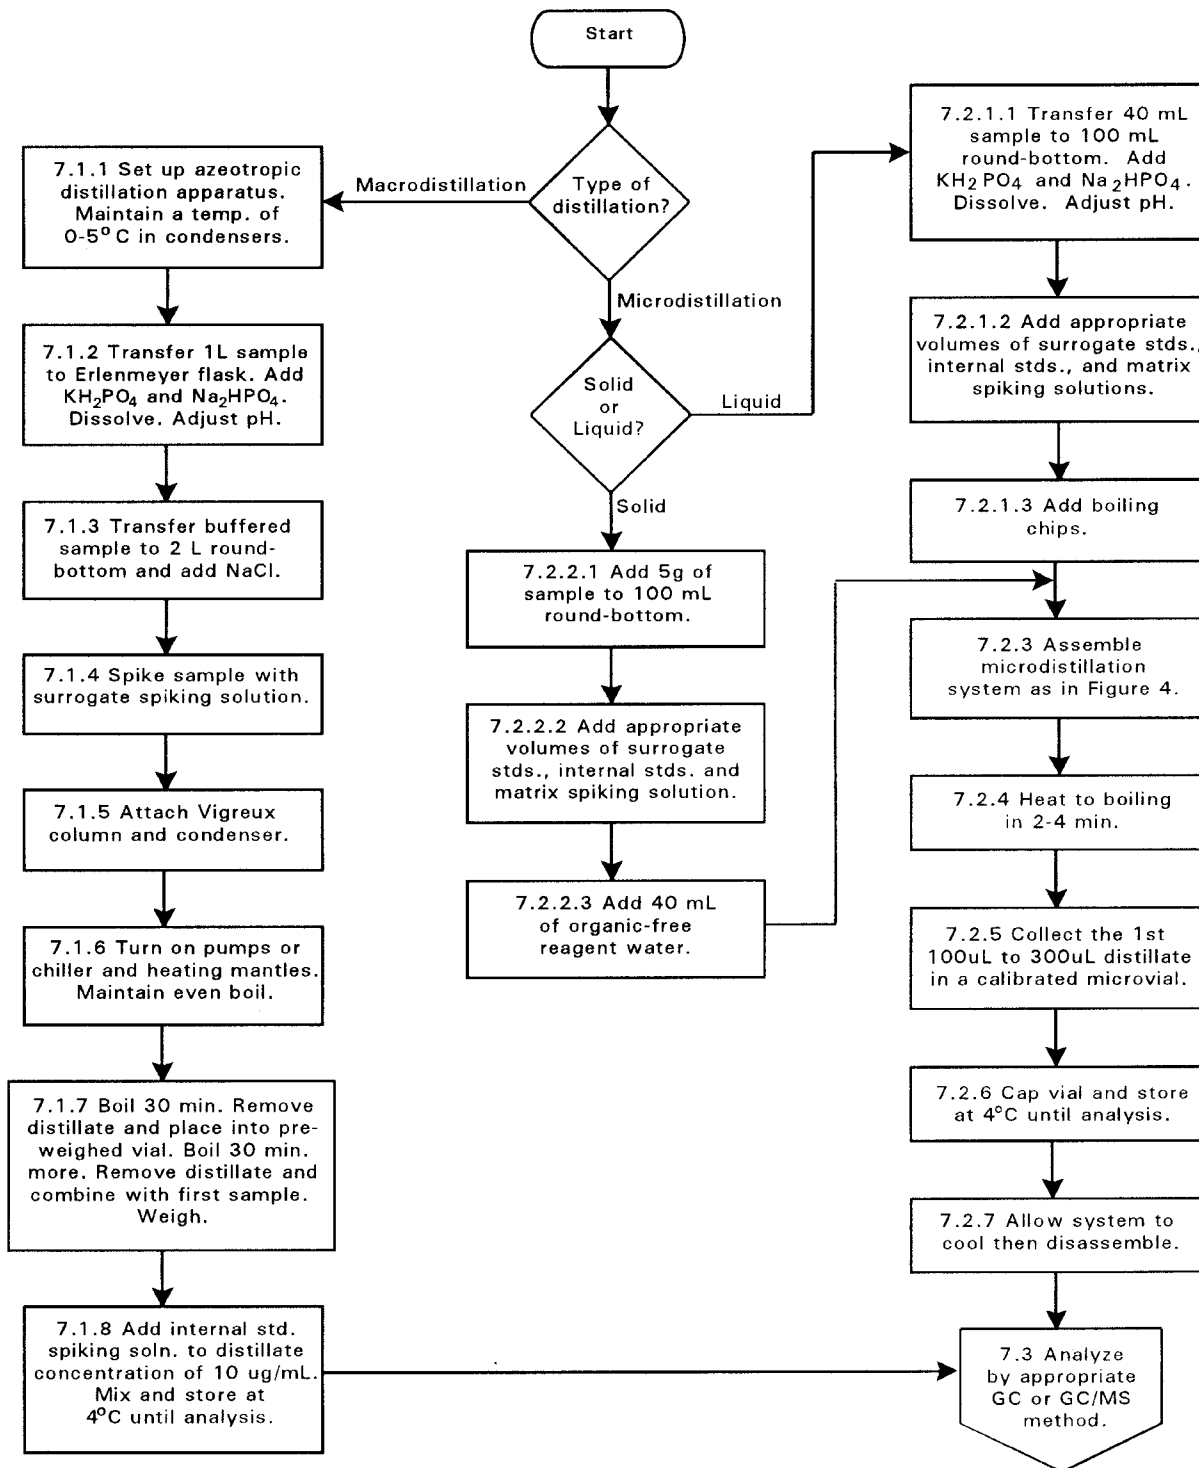 Start
Type of
distillation?
Macrodistillation
Microdistillation
7.1.1 Set up azeotropic
distillation apparatus.
Maintain a temp. of
0-5°C in condensers.
7.1.2 Transfer 1L sample
to Erlenmeyer flask. Add
KH₂PO₄ and Na₂HPO₄.
Dissolve. Adjust pH.
7.1.3 Transfer buffered
sample to 2 L round-
bottom and add NaCl.
7.1.4 Spike sample with
surrogate spiking solution.
7.1.5 Attach Vigreux
column and condenser.
7.1.6 Turn on pumps or
chiller and heating mantles.
Maintain even boil.
7.1.7 Boil 30 min. Remove
distillate and place into pre-
weighed vial. Boil 30 min.
more. Remove distillate and
combine with first sample.
Weigh.
7.1.8 Add internal std.
spiking soln. to distillate
concentration of 10 ug/mL.
Mix and store at
4°C until analysis.
Solid
or
Liquid?
Liquid
Solid
7.2.2.1 Add 5g of
sample to 100 mL
round-bottom.
7.2.2.2 Add appropriate
volumes of surrogate
stds., internal stds. and
matrix spiking solution.
7.2.2.3 Add 40 mL
of organic-free
reagent water.
7.2.1.1 Transfer 40 mL
sample to 100 mL
round-bottom. Add
KH₂PO₄ and Na₂HPO₄.
Dissolve. Adjust pH.
7.2.1.2 Add appropriate
volumes of surrogate stds.,
internal stds., and matrix
spiking solutions.
7.2.1.3 Add boiling
chips.
7.2.3 Assemble
microdistillation
system as in Figure 4.
7.2.4 Heat to boiling
in 2-4 min.
7.2.5 Collect the 1st
100uL to 300uL distillate
in a calibrated microvial.
7.2.6 Cap vial and store
at 4°C until analysis.
7.2.7 Allow system to
cool then disassemble.
7.3 Analyze
by appropriate
GC or GC/MS
method.